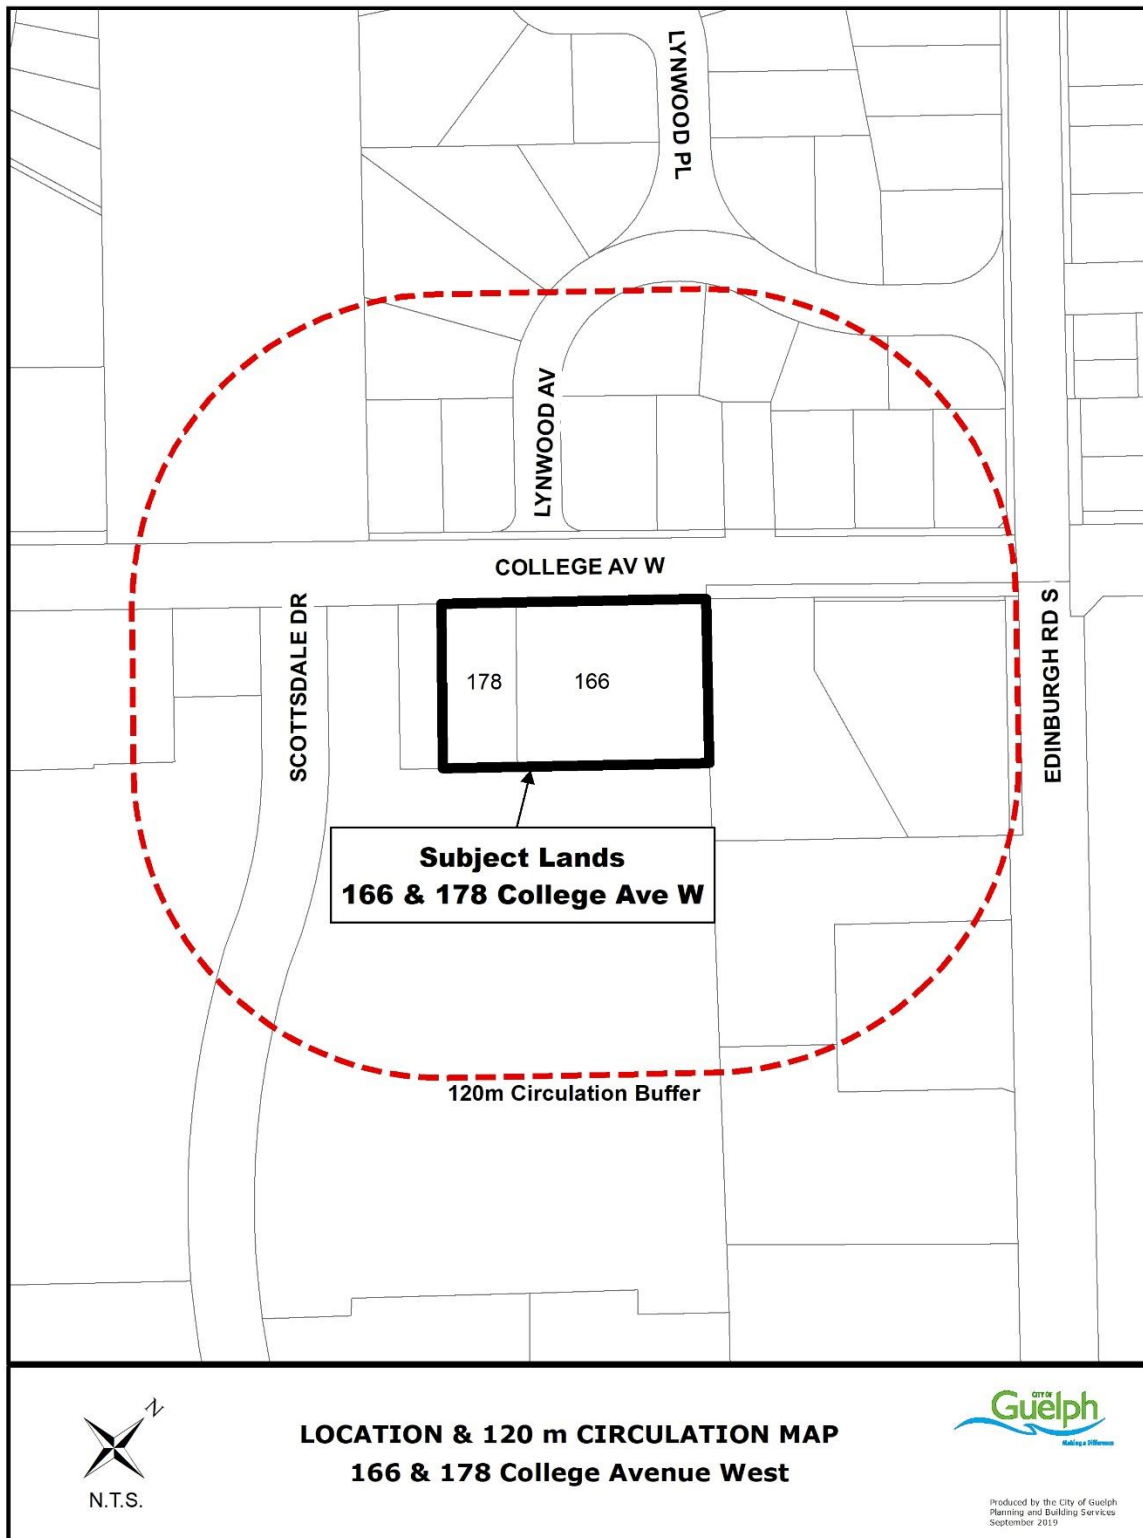 LYNWOOD PL
LYNWOOD AV
COLLEGE AV W
SCOTTSDALE DR
EDINBURGH RD S
178
166
Subject Lands
166 & 178 College Ave W
120m Circulation Buffer
N
N.T.S.
LOCATION & 120 m CIRCULATION MAP
166 & 178 College Avenue West
CITY OF
Guelph
Making a Difference
Produced by the City of Guelph
Planning and Building Services
September 2019